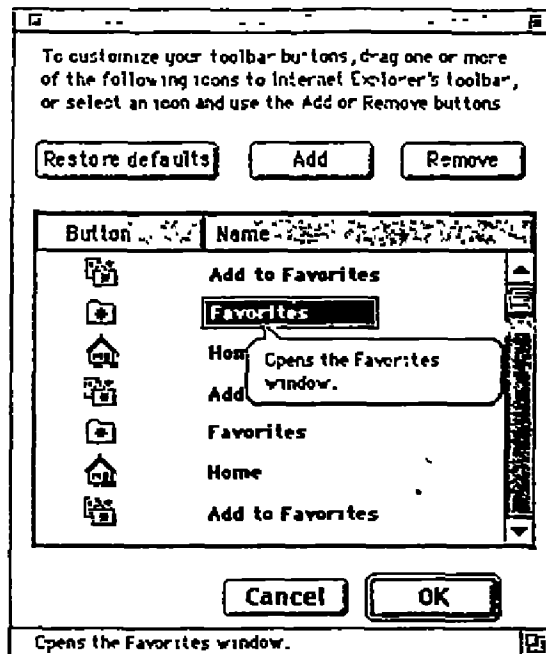 To customize your toolbar buttons, drag one or more
of the following icons to Internet Explorer's toolbar,
or select an icon and use the Add or Remove buttons
Restore defaults Add Remove
Button Name
Add to Favorites
Favorites
Hom
Opens the Favorites
window.
Add
Favorites
Home
Add to Favorites
Cancel OK
Opens the Favorites window.